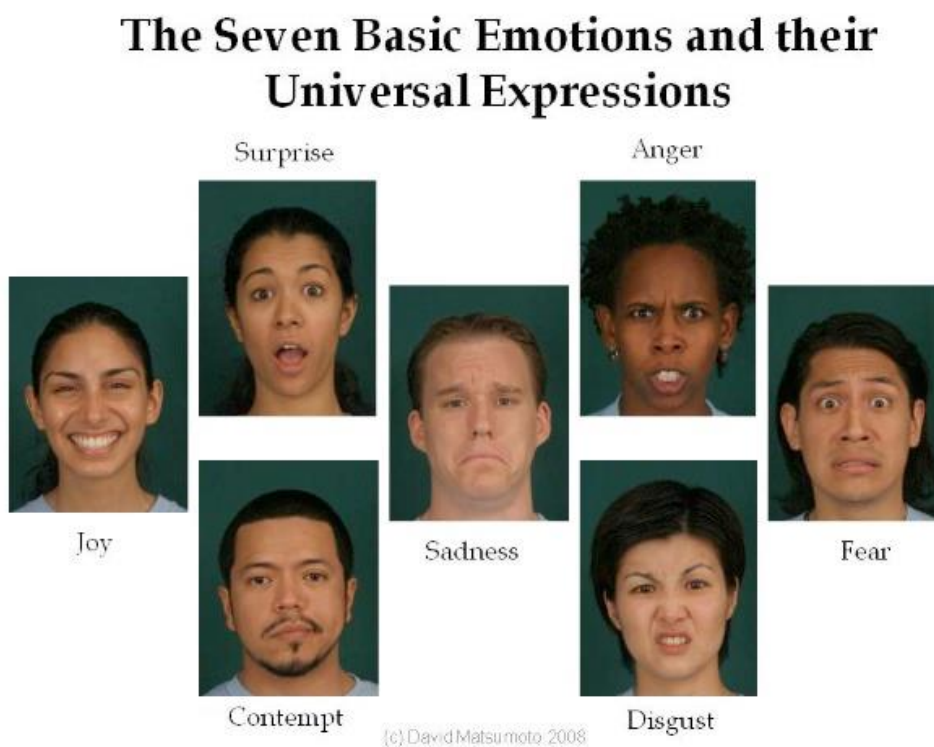 The Seven Basic Emotions and their
Universal Expressions
Surprise
Anger
Joy
Sadness
Fear
Contempt
Disgust
(c) David Matsumoto 2008